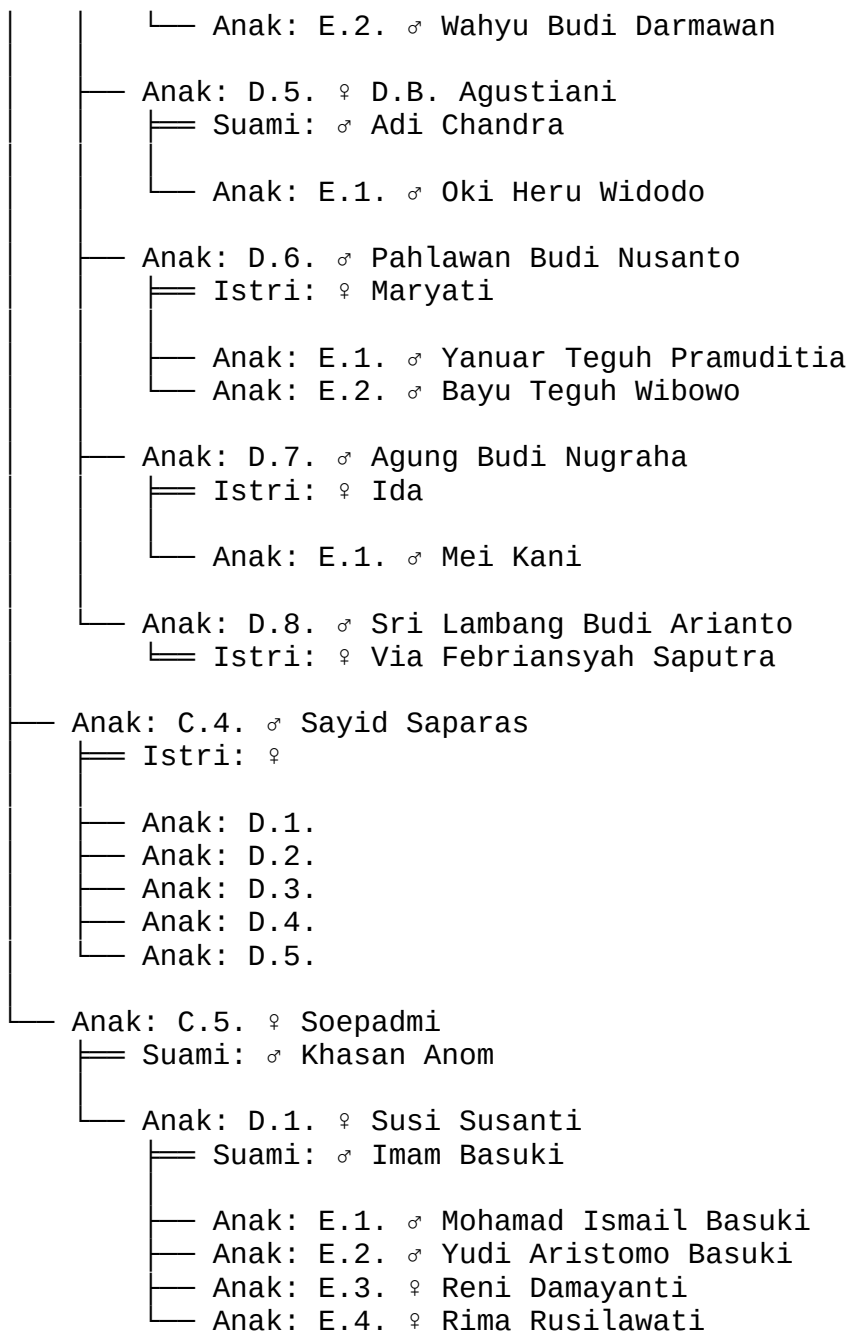 └── Anak: E.2. ♂ Wahyu Budi Darmawan
├── Anak: D.5. ♀ D.B. Agustiani
╞══ Suami: ♂ Adi Chandra
└── Anak: E.1. ♂ Oki Heru Widodo
├── Anak: D.6. ♂ Pahlawan Budi Nusanto
╞══ Istri: ♀ Maryati
├── Anak: E.1. ♂ Yanuar Teguh Pramuditia
└── Anak: E.2. ♂ Bayu Teguh Wibowo
├── Anak: D.7. ♂ Agung Budi Nugraha
╞══ Istri: ♀ Ida
└── Anak: E.1. ♂ Mei Kani
└── Anak: D.8. ♂ Sri Lambang Budi Arianto
╘══ Istri: ♀ Via Febriansyah Saputra
├── Anak: C.4. ♂ Sayid Saparas
╞══ Istri: ♀
├── Anak: D.1.
├── Anak: D.2.
├── Anak: D.3.
├── Anak: D.4.
└── Anak: D.5.
└── Anak: C.5. ♀ Soepadmi
╞══ Suami: ♂ Khasan Anom
└── Anak: D.1. ♀ Susi Susanti
╞══ Suami: ♂ Imam Basuki
├── Anak: E.1. ♂ Mohamad Ismail Basuki
├── Anak: E.2. ♂ Yudi Aristomo Basuki
├── Anak: E.3. ♀ Reni Damayanti
└── Anak: E.4. ♀ Rima Rusilawati